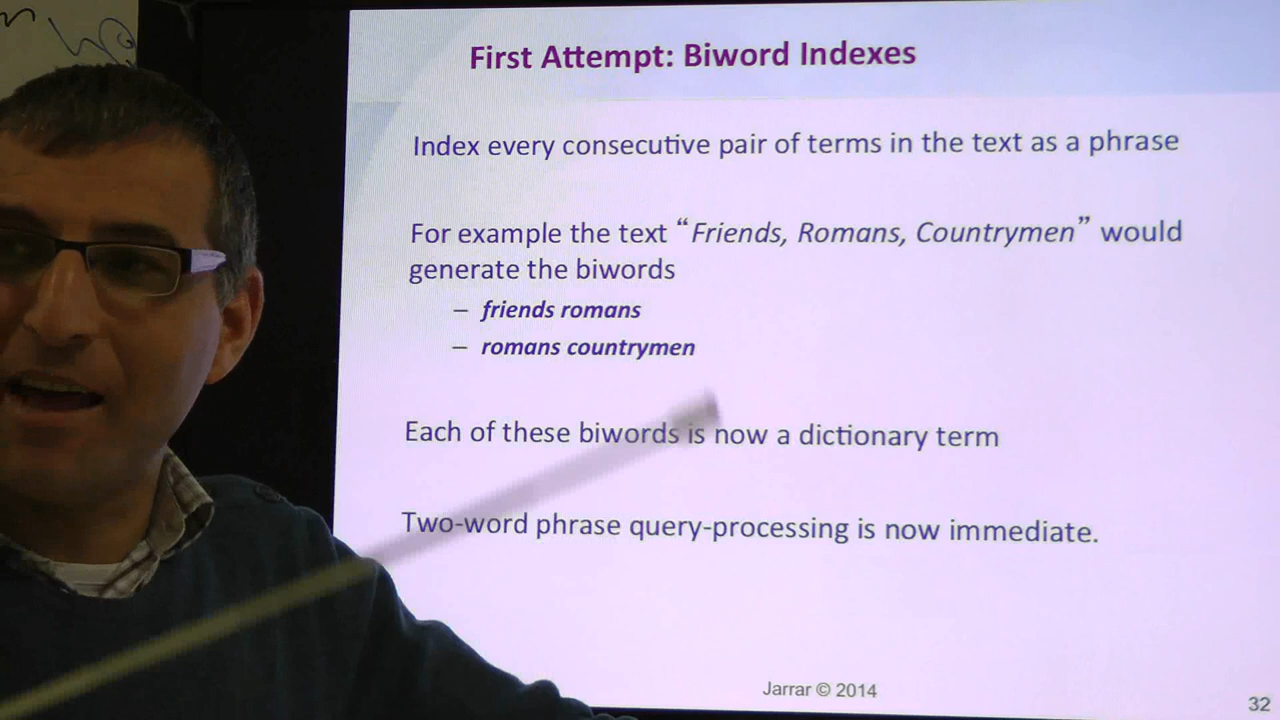 First Attempt: Biword Indexes
Index every consecutive pair of terms in the text as a phrase
For example the text “Friends, Romans, Countrymen” would
generate the biwords
– friends romans
– romans countrymen
Each of these biwords is now a dictionary term
Two-word phrase query-processing is now immediate.
Jarrar © 2014
32